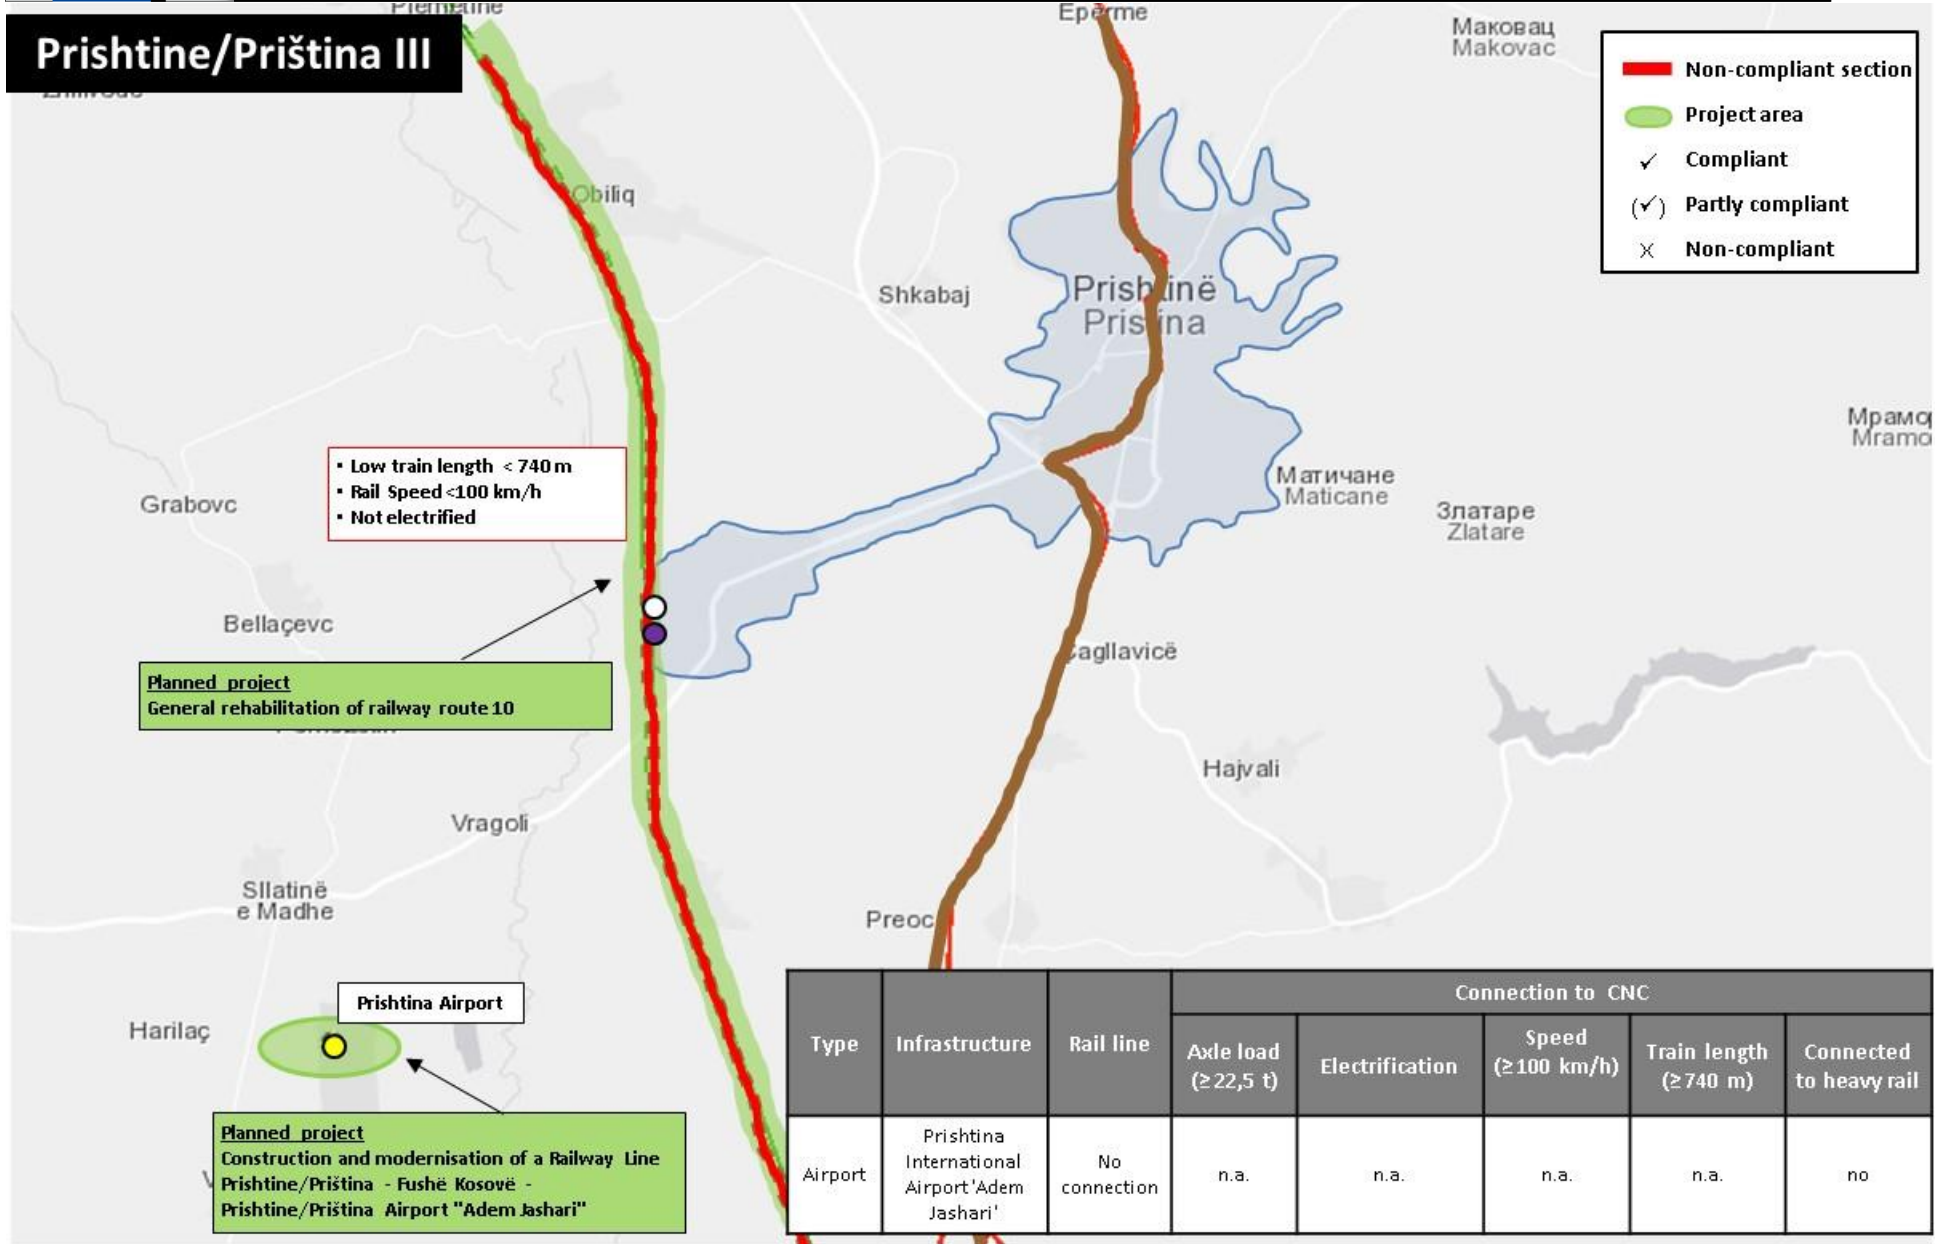 Prishtine/Priština III
Eperme
Маковац
Makovac
Non-compliant section
Project area
✓ Compliant
(✓) Partly compliant
X Non-compliant
Obiliq
Shkabaj
Prishtinë
Pristina
Mramo
Матичане
Maticane
Златаре
Zlatare
Grabovc
▪ Low train length < 740 m
▪ Rail Speed <100 km/h
▪ Not electrified
Bellaçevc
Planned project
General rehabilitation of railway route 10
Çagllavicë
Hajvali
Vragoli
Sllatinë
e Madhe
Preoc
Prishtina Airport
Harilaç
Planned project
Construction and modernisation of a Railway Line
Prishtine/Priština - Fushë Kosovë -
Prishtine/Priština Airport "Adem Jashari"
Type
Infrastructure
Rail line
Connection to CNC
Axle load
(≥22,5 t)
Electrification
Speed
(≥100 km/h)
Train length
(≥740 m)
Connected
to heavy rail
Airport
Prishtina
International
Airport'Adem
Jashari'
No
connection
n.a.
n.a.
n.a.
n.a.
no